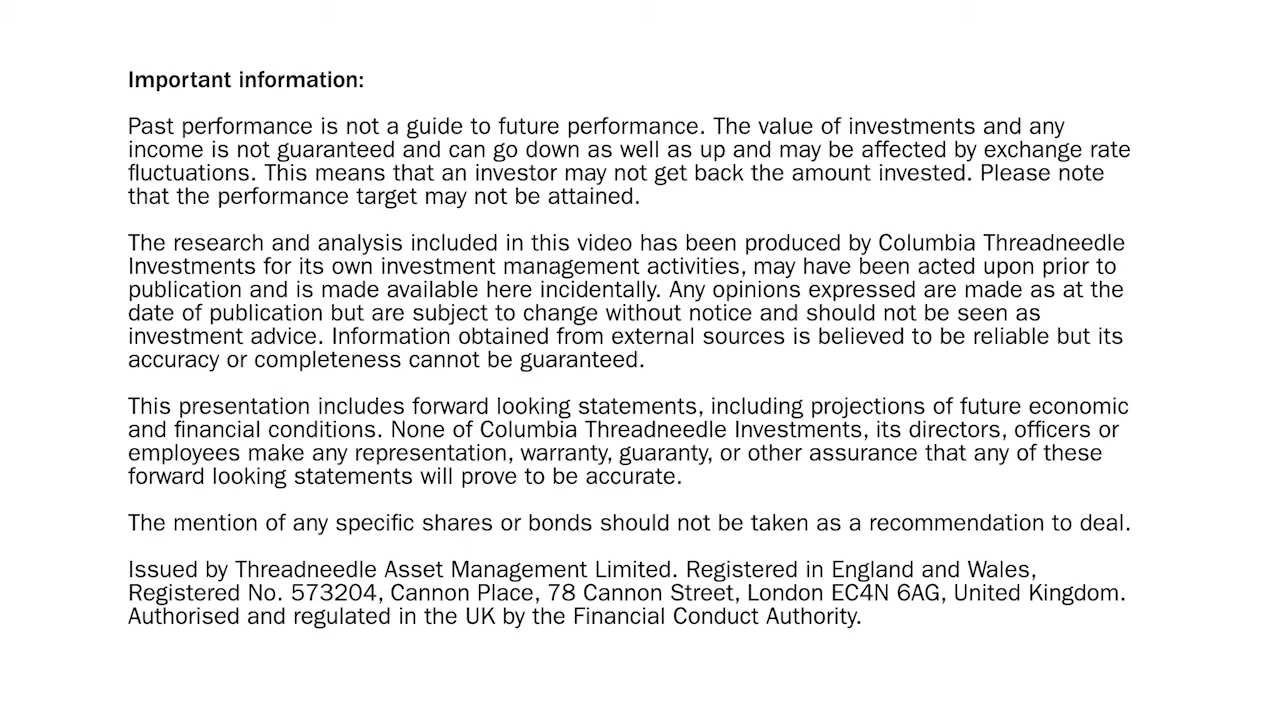 Important information:
Past performance is not a guide to future performance. The value of investments and any
income is not guaranteed and can go down as well as up and may be affected by exchange rate
fluctuations. This means that an investor may not get back the amount invested. Please note
that the performance target may not be attained.
The research and analysis included in this video has been produced by Columbia Threadneedle
Investments for its own investment management activities, may have been acted upon prior to
publication and is made available here incidentally. Any opinions expressed are made as at the
date of publication but are subject to change without notice and should not be seen as
investment advice. Information obtained from external sources is believed to be reliable but its
accuracy or completeness cannot be guaranteed.
This presentation includes forward looking statements, including projections of future economic
and financial conditions. None of Columbia Threadneedle Investments, its directors, officers or
employees make any representation, warranty, guaranty, or other assurance that any of these
forward looking statements will prove to be accurate.
The mention of any specific shares or bonds should not be taken as a recommendation to deal.
Issued by Threadneedle Asset Management Limited. Registered in England and Wales,
Registered No. 573204, Cannon Place, 78 Cannon Street, London EC4N 6AG, United Kingdom.
Authorised and regulated in the UK by the Financial Conduct Authority.